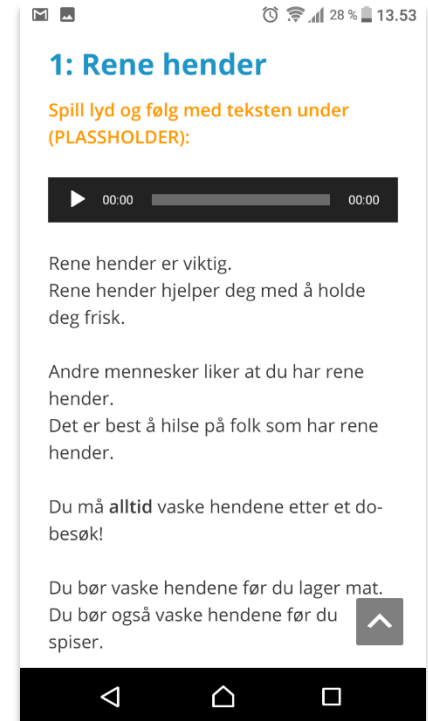 28 % 13.53
1: Rene hender
Spill lyd og følg med teksten under
(PLASSHOLDER):
00:00 00:00
Rene hender er viktig.
Rene hender hjelper deg med å holde
deg frisk.
Andre mennesker liker at du har rene
hender.
Det er best å hilse på folk som har rene
hender.
Du må alltid vaske hendene etter et do-
besøk!
Du bør vaske hendene før du lager mat.
Du bør også vaske hendene før du
spiser.